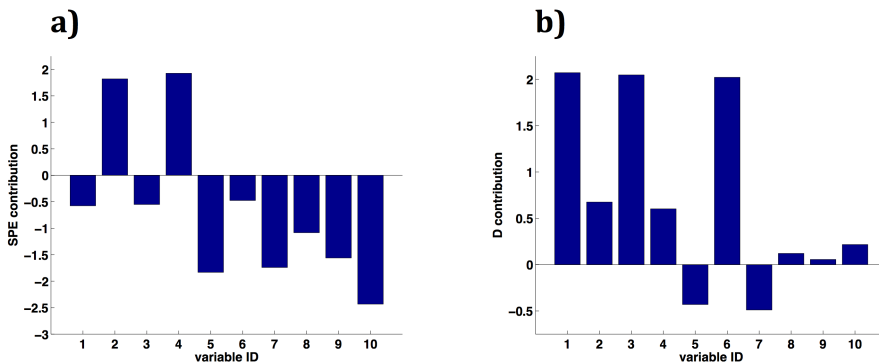 a)
SPE contribution
2
1.5
1
0.5
0
−0.5
−1
−1.5
−2
−2.5
−3
1 2 3 4 5 6 7 8 9 10
variable ID
b)
D contribution
2
1.5
1
0.5
0
−0.5
1 2 3 4 5 6 7 8 9 10
variable ID